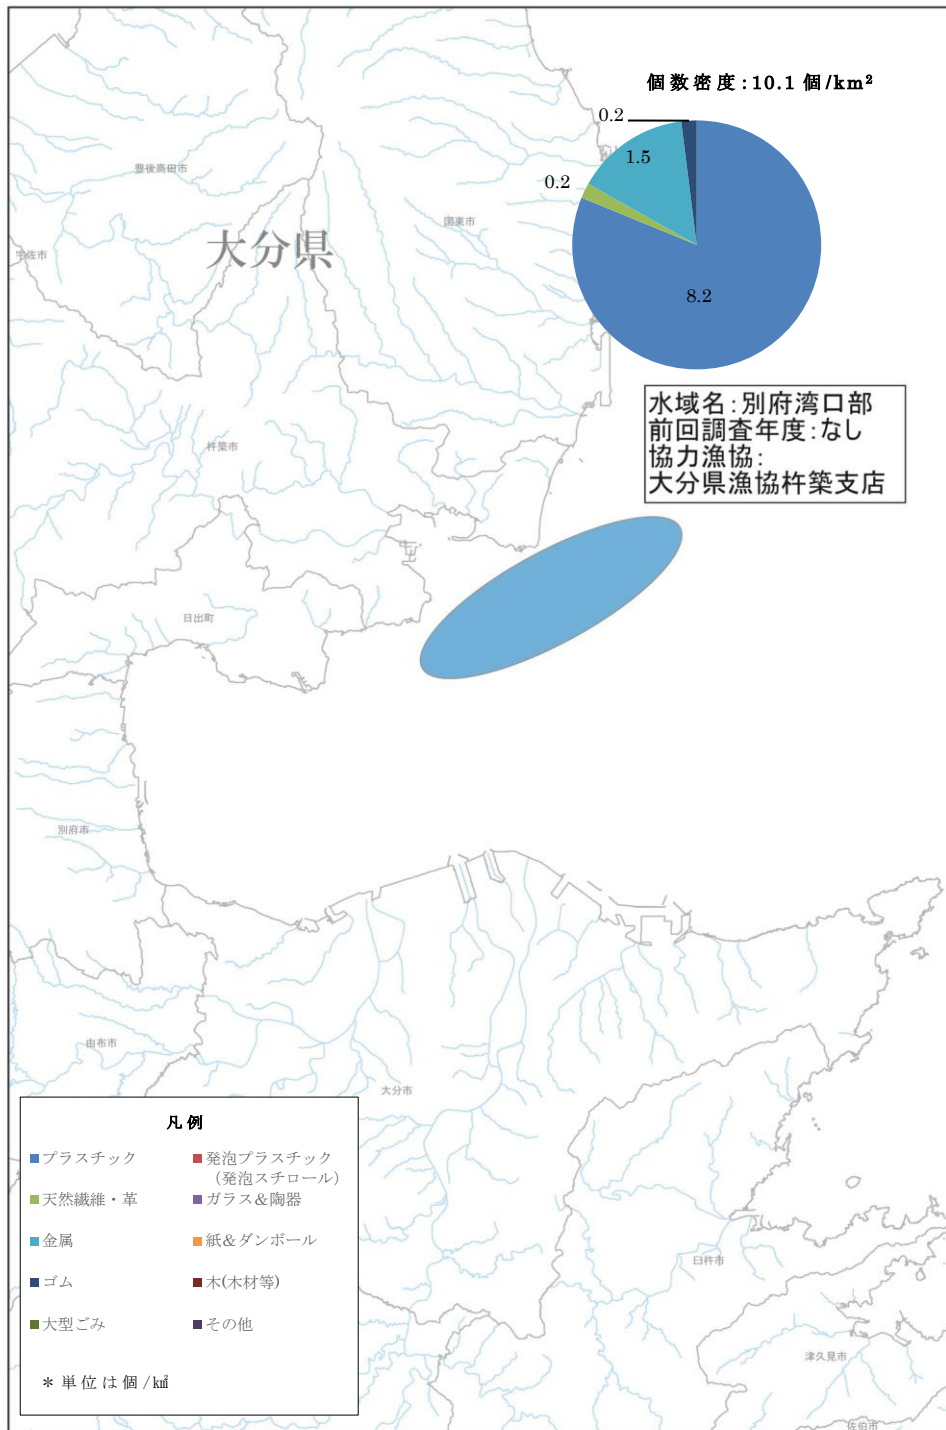 個数密度:10.1 個/km²
0.2
1.5
0.2
8.2
豊後高田市
国東市
大分県
宇佐市
杵築市
水域名:別府湾口部
前回調査年度:なし
協力漁協:
大分県漁協杵築支店
日出町
別府市
由布市
大分市
臼杵市
津久見市
佐伯市
凡例
プラスチック
発泡プラスチック
(発泡スチロール)
天然繊維・革
ガラス&陶器
金属
紙&ダンボール
ゴム
木(木材等)
大型ごみ
その他
*単位は個/㎢